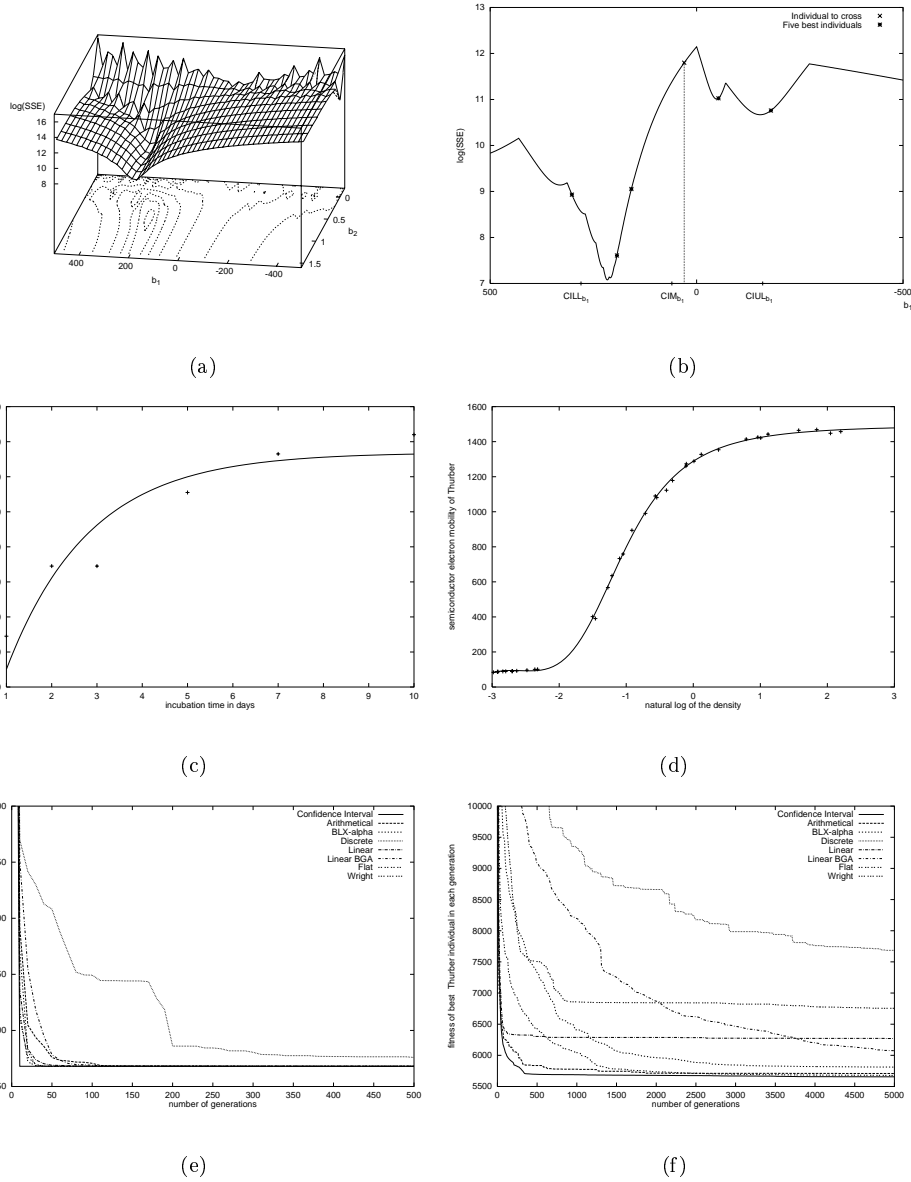 log(SSE)
16
14
12
10
8
400
200
0
-200
-400
b1
0
0.5
1
1.5
b2
(a)
13
12
11
10
9
8
7
log(SSE)
Individual to cross
Five best individuals
500
CILLb1
CIMb1
0
CIULb1
-500
b1
(b)
1
2
3
4
5
6
7
8
9
10
incubation time in days
(c)
1600
1400
1200
1000
800
600
400
200
0
semiconductor electron mobility of Thurber
-3
-2
-1
0
1
2
3
natural log of the density
(d)
Confidence Interval
Arithmetical
BLX-alpha
Discrete
Linear
Linear BGA
Flat
Wright
0
50
100
150
200
250
300
350
400
450
500
number of generations
(e)
10000
9500
9000
8500
8000
7500
7000
6500
6000
5500
fitness of best Thurber individual in each generation
Confidence Interval
Arithmetical
BLX-alpha
Discrete
Linear
Linear BGA
Flat
Wright
0
500
1000
1500
2000
2500
3000
3500
4000
4500
5000
number of generations
(f)